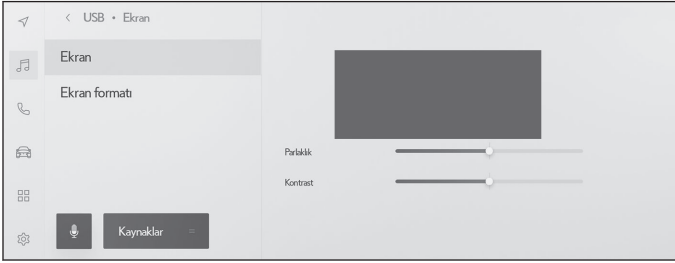 < USB • Ekran
Ekran
Ekran formatı
Parlaklık
Kontrast
Kaynaklar